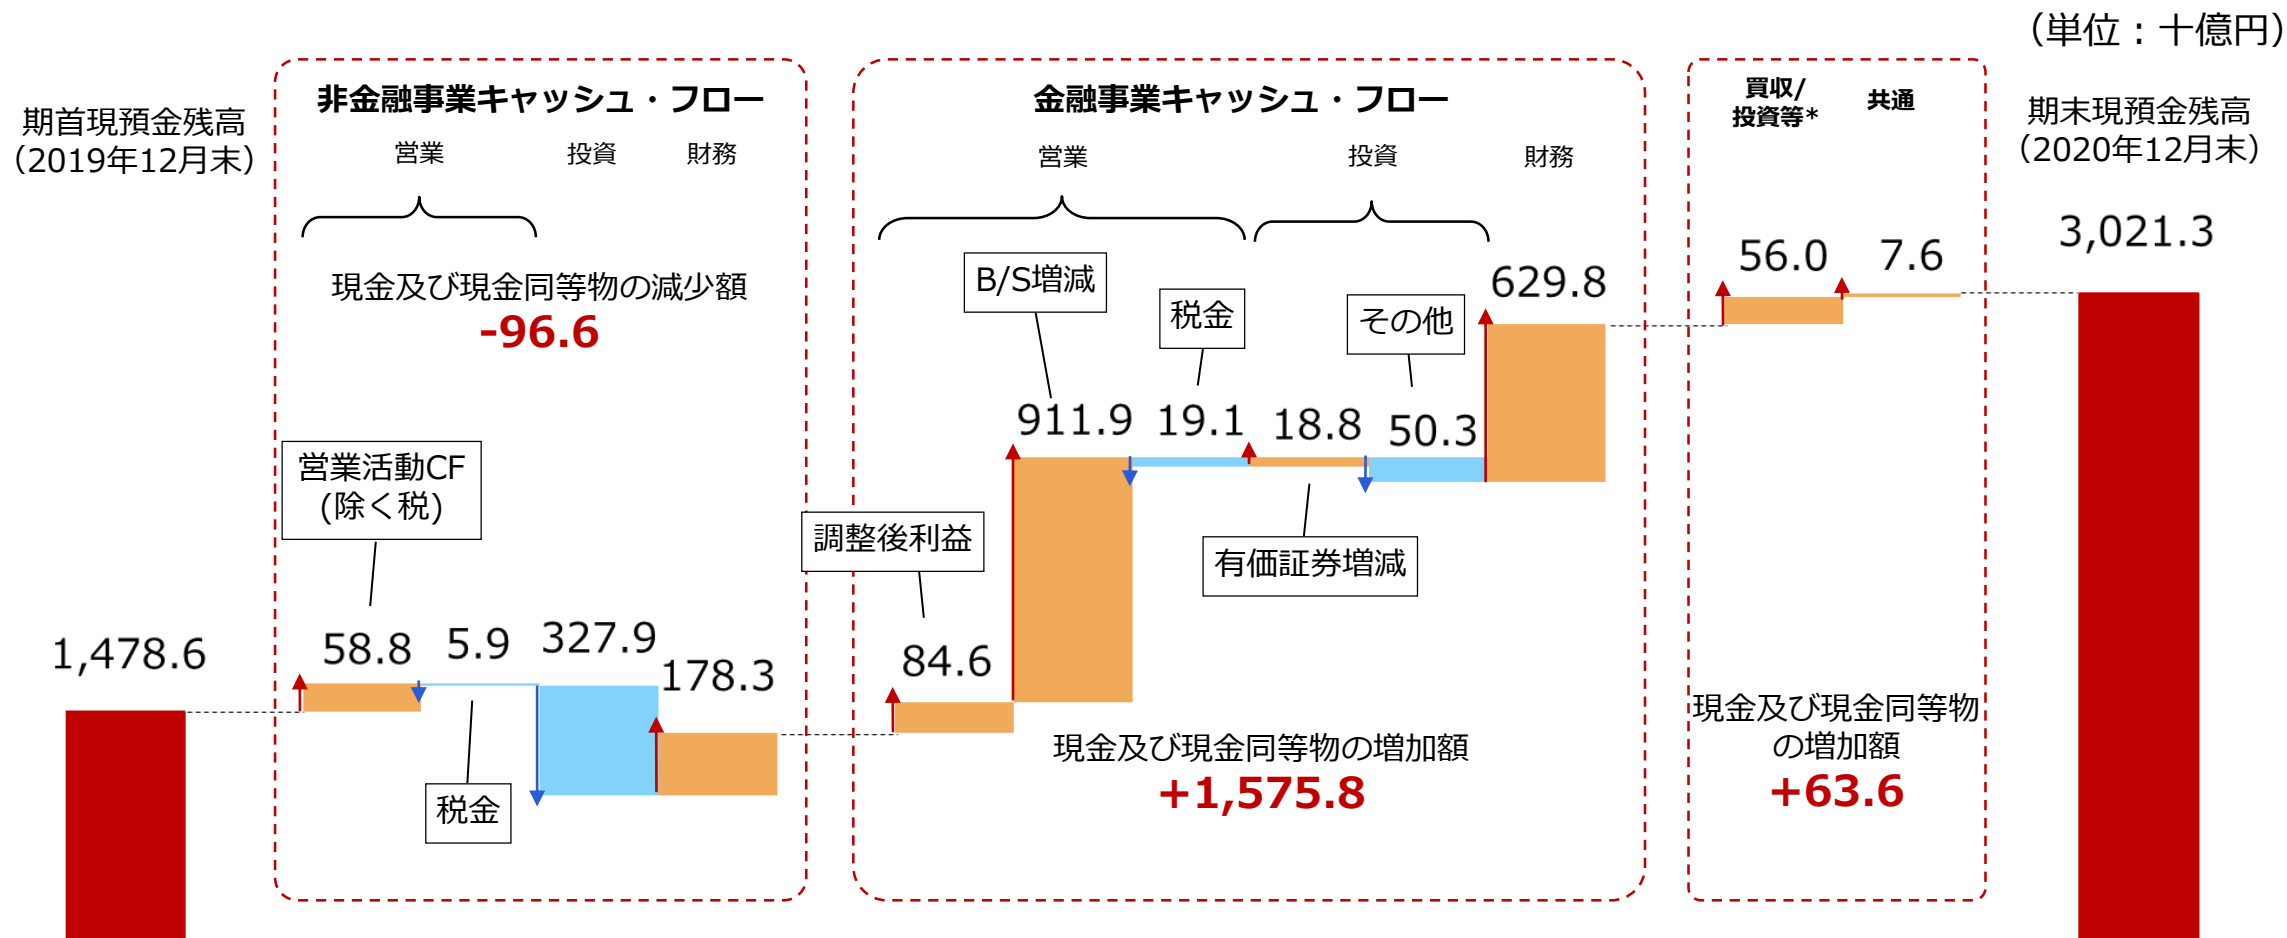 (単位：十億円)
期首現預金残高
（2019年12月末）
非金融事業キャッシュ・フロー
営業
投資
財務
現金及び現金同等物の減少額
-96.6
営業活動CF
(除く税)
1,478.6
58.8
5.9
327.9
178.3
税金
金融事業キャッシュ・フロー
営業
投資
財務
B/S増減
税金
その他
629.8
911.9
19.1
18.8
50.3
調整後利益
有価証券増減
84.6
現金及び現金同等物の増加額
+1,575.8
買収/
投資等*
共通
56.0
7.6
現金及び現金同等物
の増加額
+63.6
期末現預金残高
（2020年12月末）
3,021.3